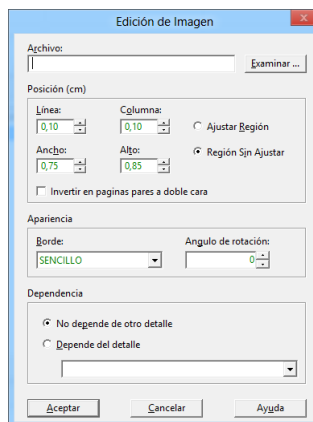 Edición de Imagen
x
Archivo:
Examinar ...
Posición (cm)
Línea: Columna:
0,10 0,10 Ajustar Región
Ancho: Alto:
0,75 0,85 Región Sin Ajustar
Invertir en paginas pares a doble cara
Apariencia
Borde: Angulo de rotación:
SENCILLO 0
Dependencia
No depende de otro detalle
Depende del detalle
Aceptar Cancelar Ayuda